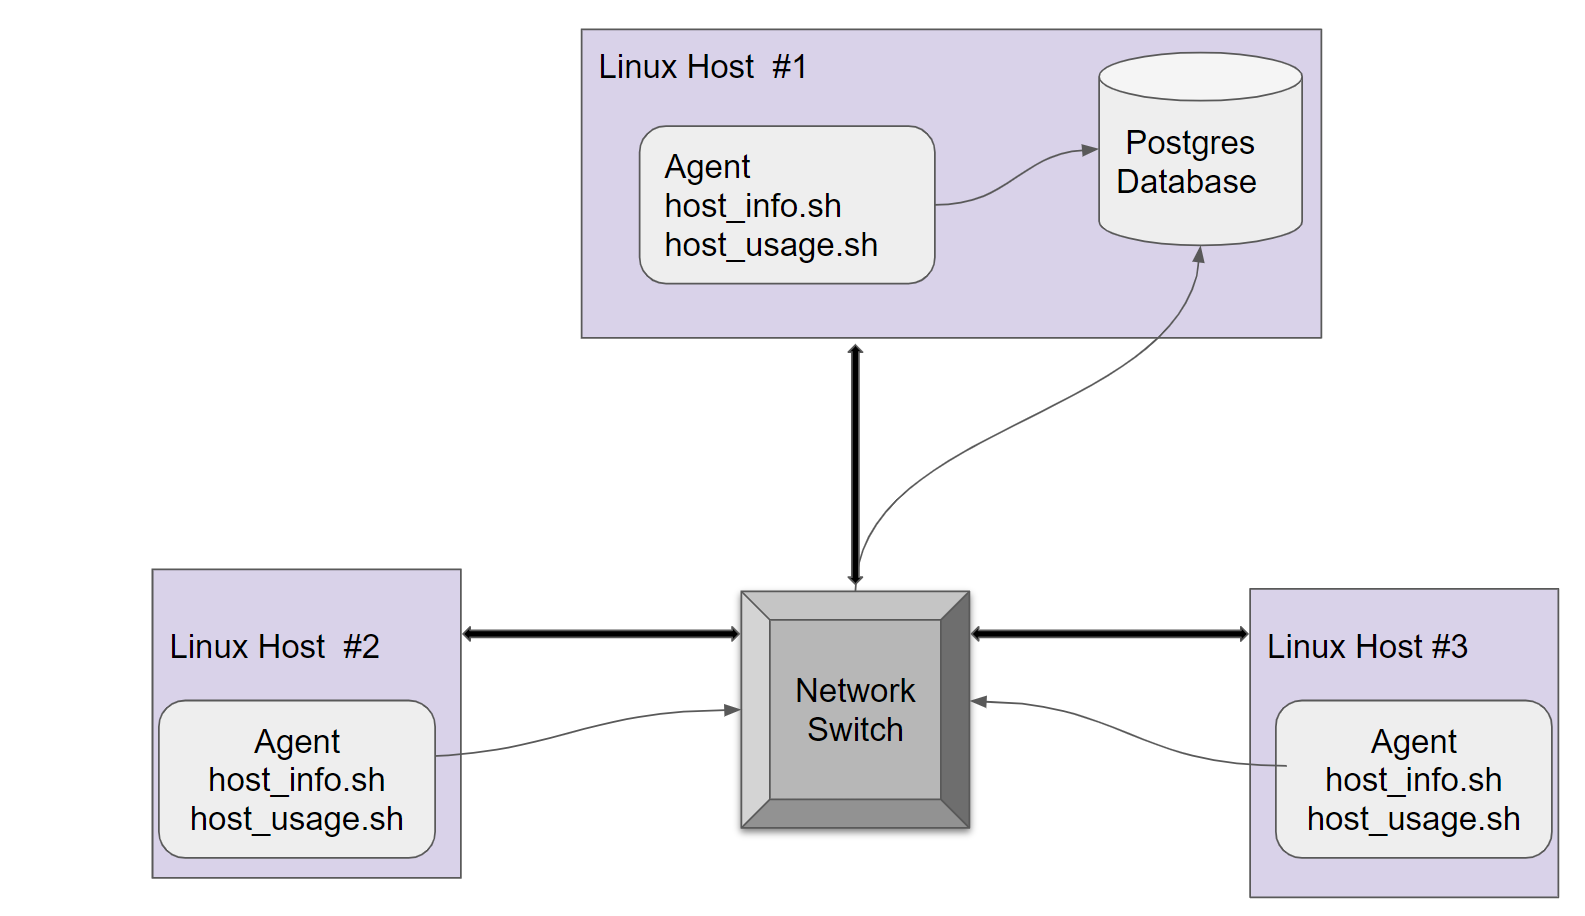 Linux Host  #1
Agent
host_info.sh
host_usage.sh
Postgres
Database
Linux Host  #2
Agent
host_info.sh
host_usage.sh
Network
Switch
Linux Host #3
Agent
host_info.sh
host_usage.sh